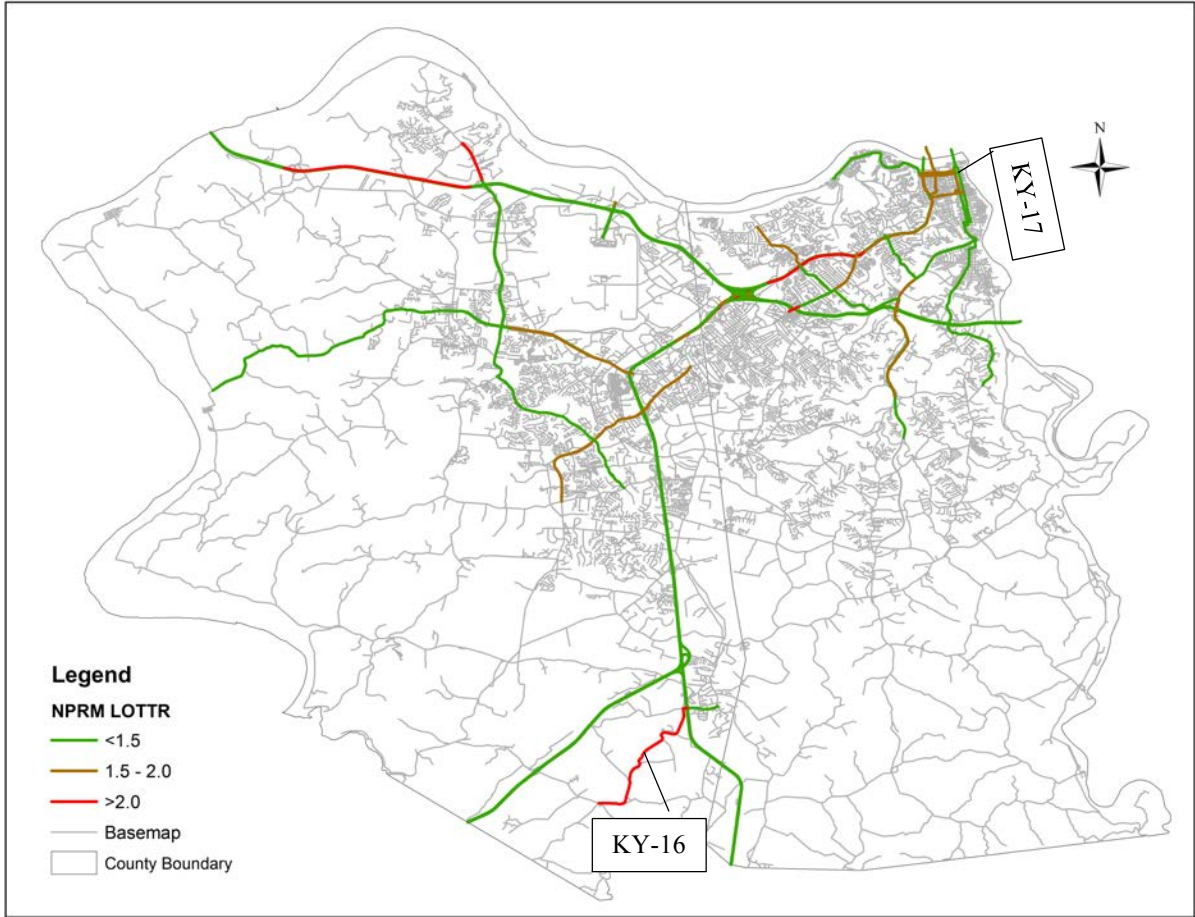 N
KY-17
Legend
NPRM LOTTR
<1.5
1.5 - 2.0
>2.0
Basemap
County Boundary
KY-16